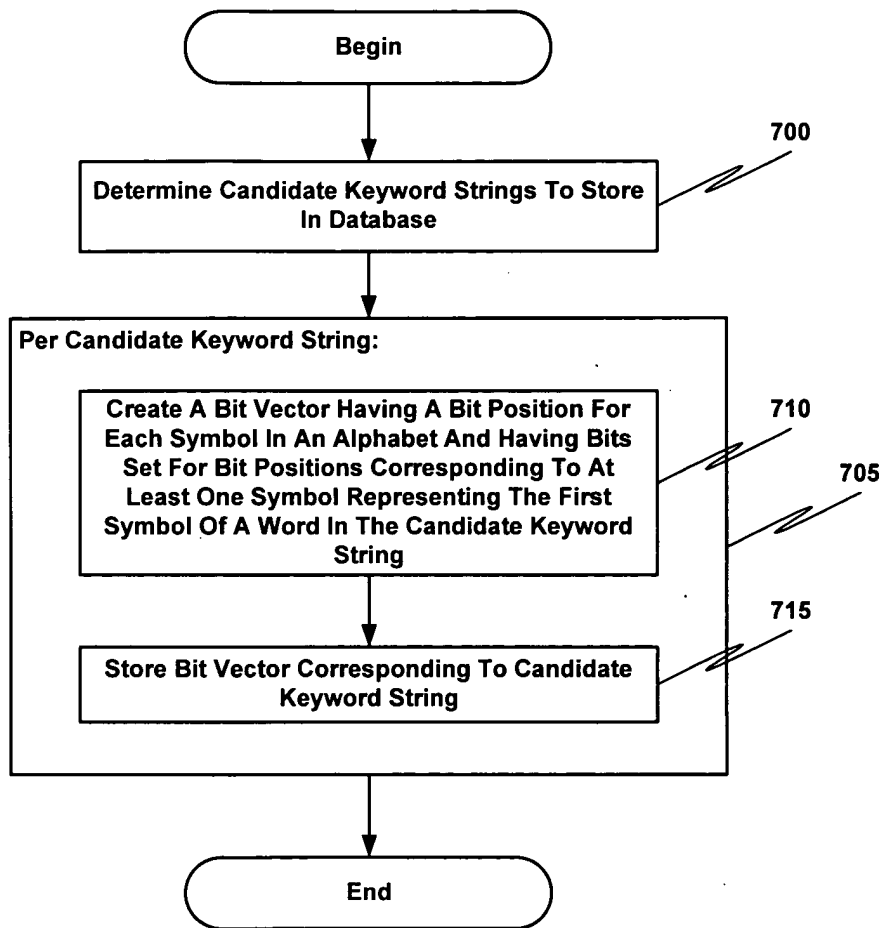 Begin
700
Determine Candidate Keyword Strings To Store
In Database
Per Candidate Keyword String:
Create A Bit Vector Having A Bit Position For
Each Symbol In An Alphabet And Having Bits
Set For Bit Positions Corresponding To At
Least One Symbol Representing The First
Symbol Of A Word In The Candidate Keyword
String
710
705
715
Store Bit Vector Corresponding To Candidate
Keyword String
End